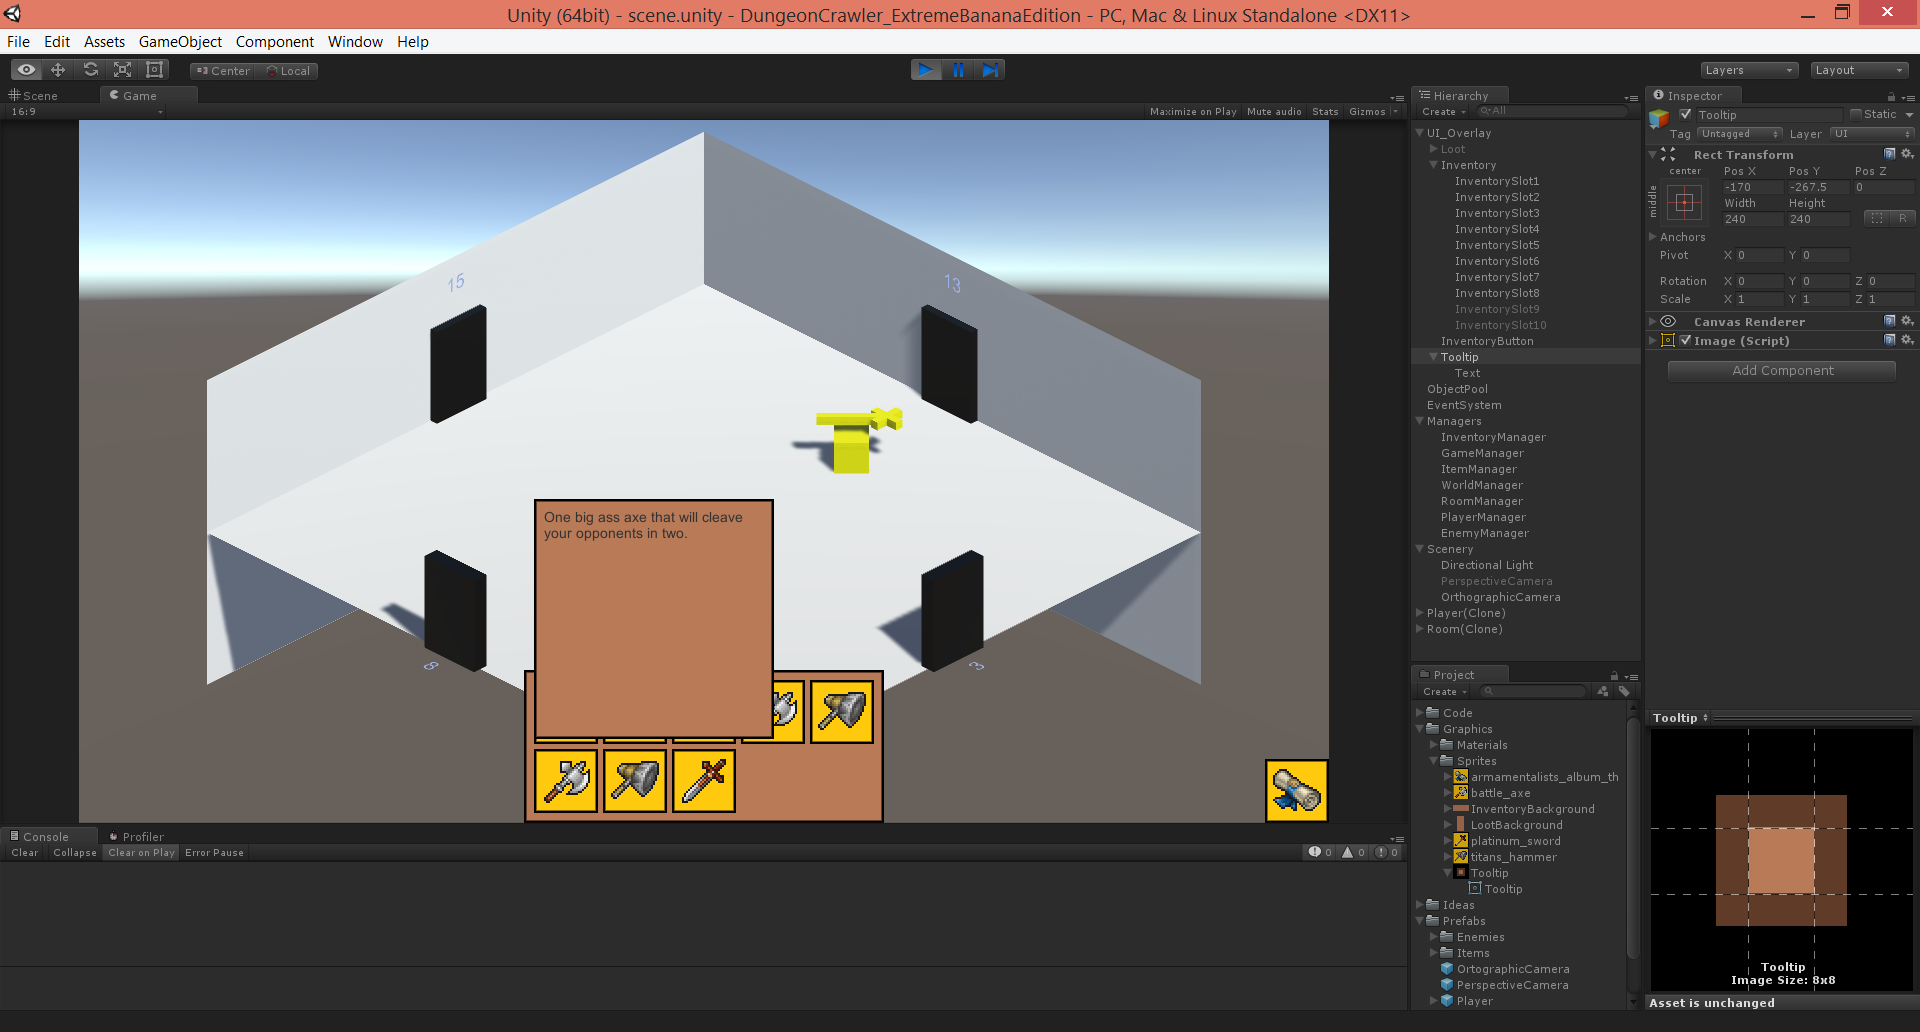 Unity (64bit) - scene.unity - DungeonCrawler_ExtremeBananaEdition - PC, Mac & Linux Standalone <DX11>
File Edit Assets GameObject Component Window Help
Center Local
Layers Layout
Scene Game
16:9 Maximize on Play Mute audio Stats Gizmos
15
13
8
3
One big ass axe that will cleave
your opponents in two.
Console Profiler
Clear Collapse Clear on Play Error Pause 0 0 0
Hierarchy
Create All
UI_Overlay
Loot
Inventory
InventorySlot1
InventorySlot2
InventorySlot3
InventorySlot4
InventorySlot5
InventorySlot6
InventorySlot7
InventorySlot8
InventorySlot9
InventorySlot10
InventoryButton
Tooltip
Text
ObjectPool
EventSystem
Managers
InventoryManager
GameManager
ItemManager
WorldManager
RoomManager
PlayerManager
EnemyManager
Scenery
Directional Light
PerspectiveCamera
OrthographicCamera
Player(Clone)
Room(Clone)
Project
Create
Code
Graphics
Materials
Sprites
armamentalists_album_th
battle_axe
InventoryBackground
LootBackground
platinum_sword
titans_hammer
Tooltip
Tooltip
Ideas
Prefabs
Enemies
Items
OrtographicCamera
PerspectiveCamera
Player
Inspector
Tooltip Static
Tag Untagged Layer UI
Rect Transform
center Pos X Pos Y Pos Z
middle
-170 -267.5 0
Width Height
240 240 R
Anchors
Pivot X 0 Y 0
Rotation X 0 Y 0 Z 0
Scale X 1 Y 1 Z 1
Canvas Renderer
Image (Script)
Add Component
Tooltip
Tooltip
Image Size: 8x8
Asset is unchanged